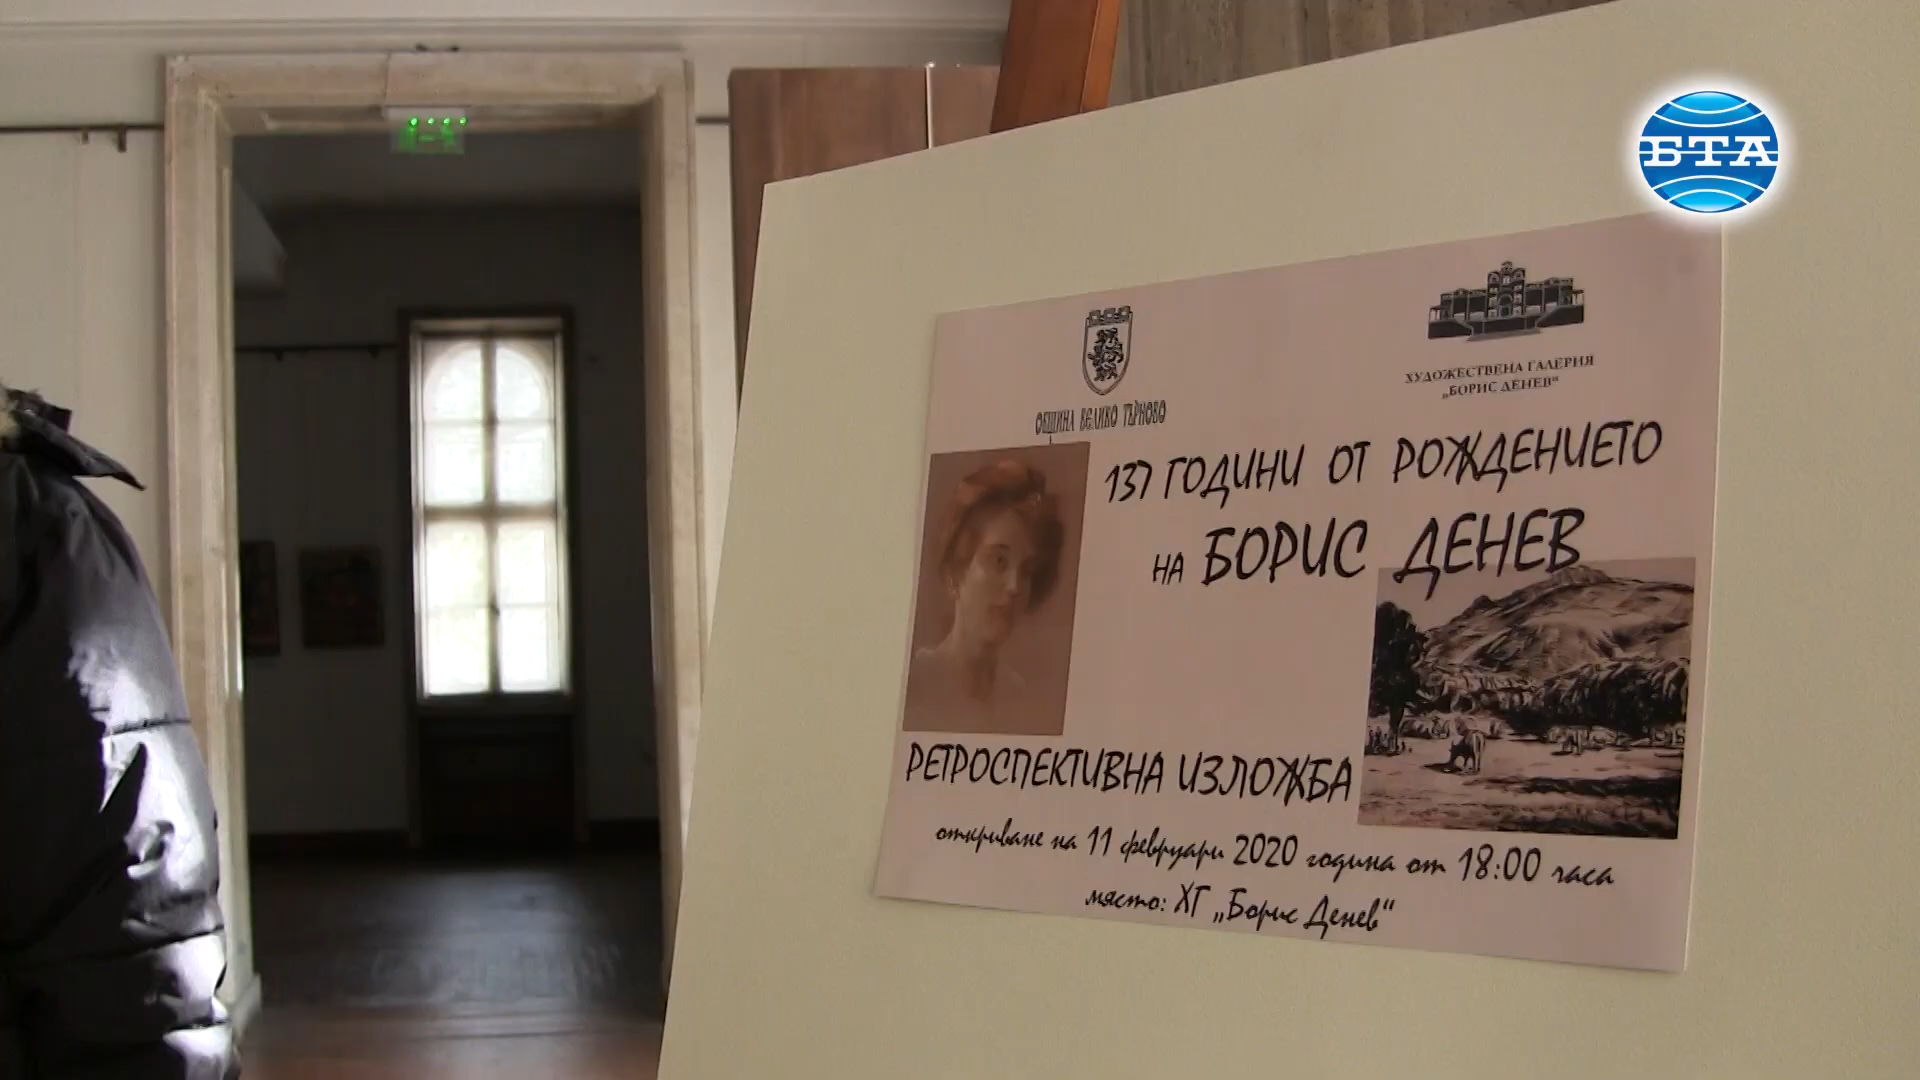 БТА
ОБЩИНА ВЕЛИКО ТЪРНОВО
ХУДОЖЕСТВЕНА ГАЛЕРИЯ
„БОРИС ДЕНЕВ“
137 ГОДИНИ ОТ РОЖДЕНИЕТО
НА БОРИС ДЕНЕВ
РЕТРОСПЕКТИВНА ИЗЛОЖБА
откриване на 11 февруари 2020 година от 18:00 часа
място: ХГ „Борис Денев“